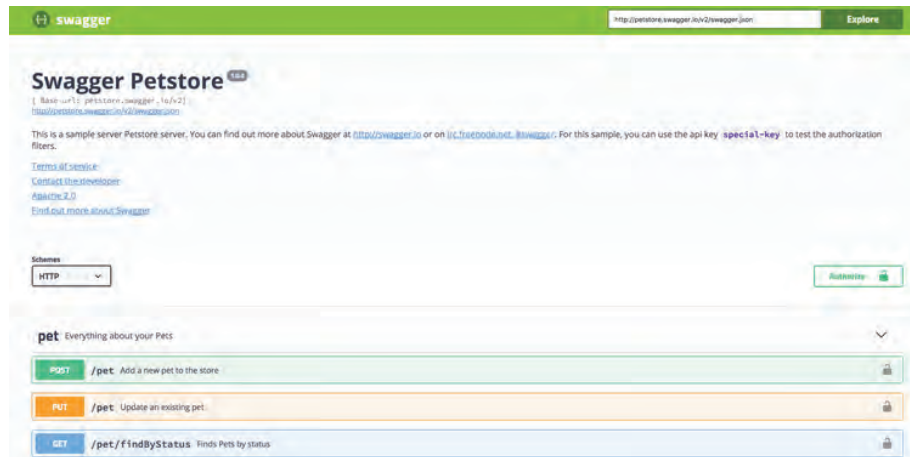 swagger
http://petstore.swagger.io/v2/swagger.json
Explore
Swagger Petstore
[ Base url: petstore.swagger.io/v2]
http://petstore.swagger.io/v2/swagger.json
This is a sample server Petstore server. You can find out more about Swagger at http://swagger.io or on irc.freenode.net, #swagger. For this sample, you can use the api key special-key to test the authorization
filters.
Terms of service
Contact the developer
Apache 2.0
Find out more about Swagger
Schemes
HTTP
Authorize
pet Everything about your Pets
POST /pet Add a new pet to the store
PUT /pet Update an existing pet
GET /pet/findByStatus Finds Pets by status